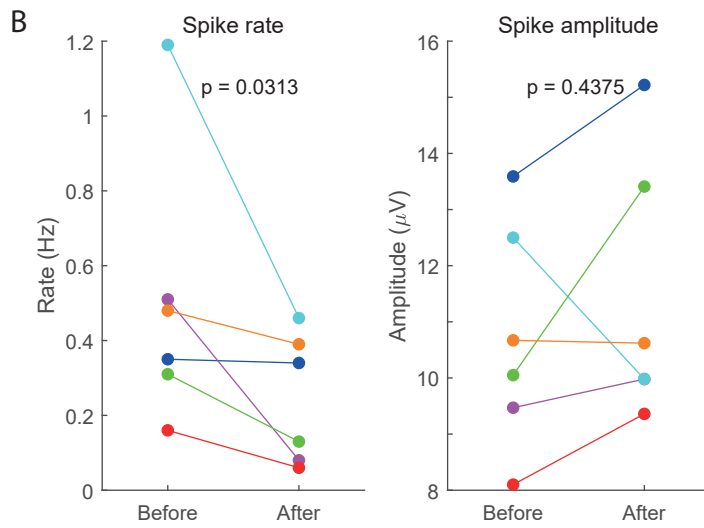 B
Spike rate
p = 0.0313
Rate (Hz)
1.2
1
0.8
0.6
0.4
0.2
0
Before
After
Spike amplitude
p = 0.4375
Amplitude (μV)
16
14
12
10
8
Before
After